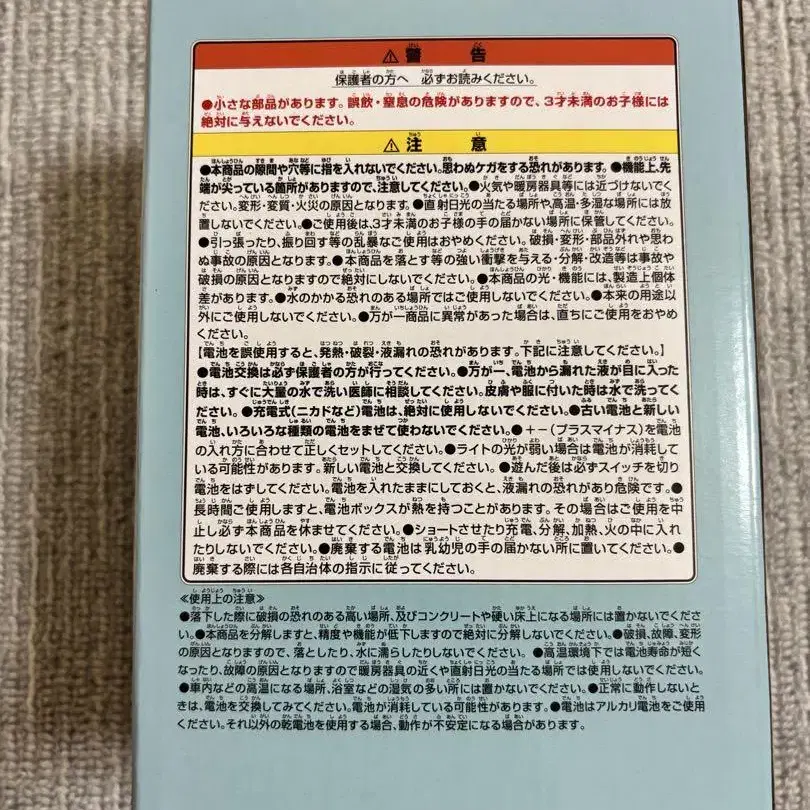 ⚠警告
保護者の方へ 必ずお読みください。
●小さな部品があります。誤飲・窒息の危険がありますので、3才未満のお子様には
絶対に与えないでください。
⚠注意
●本商品の隙間や穴等に指を入れないでください。思わぬケガをする恐れがあります。●機能上、先
端が尖っている箇所がありますので、注意してください。●火気や暖房器具等には近づけないでく
ださい。変形・変質・火災の原因となります。●直射日光の当たる場所や高温・多湿な場所には放
置しないでください。●ご使用後は、3才未満のお子様の手の届かない場所に保管してください。
●引っ張ったり、振り回す等の乱暴なご使用はおやめください。破損・変形・部品外れや思わ
ぬ事故の原因となります。●本商品を落とす等の強い衝撃を与える・分解・改造等は事故や
破損の原因となりますので絶対にしないでください。●本商品の光・機能には、製造上個体
差があります。●水のかかる恐れのある場所ではご使用しないでください。●本来の用途以
外にご使用しないでください。●万が一商品に異常があった場合は、直ちにご使用をおやめ
ください。
【電池を誤使用すると、発熱・破裂・液漏れの恐れがあります。下記に注意してください。】
●電池交換は必ず保護者の方が行ってください。●万が一、電池から漏れた液が目に入った
時は、すぐに大量の水で洗い医師に相談してください。皮膚や服に付いた時は水で洗ってく
ださい。●充電式(ニカドなど)電池は、絶対に使用しないでください。●古い電池と新しい
電池、いろいろな種類の電池をまぜて使わないでください。●+-(プラスマイナス)を電池
の入れ方に合わせて正しくセットしてください。●ライトの光が弱い場合は電池が消耗して
いる可能性があります。新しい電池と交換してください。●遊んだ後は必ずスイッチを切り
電池をはずしてください。電池を入れたままにしておくと、液漏れの恐れがあり危険です。●
長時間ご使用しますと、電池ボックスが熱を持つことがあります。その場合はご使用を中
止し必ず本商品を休ませてください。●ショートさせたり充電、分解、加熱、火の中に入れ
たりしないでください。●廃棄する電池は乳幼児の手の届かない所に置いてください。●
廃棄する際には各自治体の指示に従ってください。
≪使用上の注意≫
●落下した際に破損の恐れのある高い場所、及びコンクリートや硬い床上になる場所には置かないでくださ
い。●本商品を分解しますと、精度や機能が低下しますので絶対に分解しないでください。●破損、故障、変形
の原因となりますので、落としたり、水に濡らしたりしないでください。●高温環境下では電池寿命が短く
なったり、故障の原因となりますので暖房器具の近くや直射日光の当たる場所では使用しないでください。
●車内などの高温になる場所、浴室などの湿気の多い所には置かないでください。●正常に動作しないと
きは、電池を交換してみてください。電池が消耗している可能性があります。●電池はアルカリ電池をご使用
ください。それ以外の乾電池を使用する場合、動作が不安定になる場合があります。